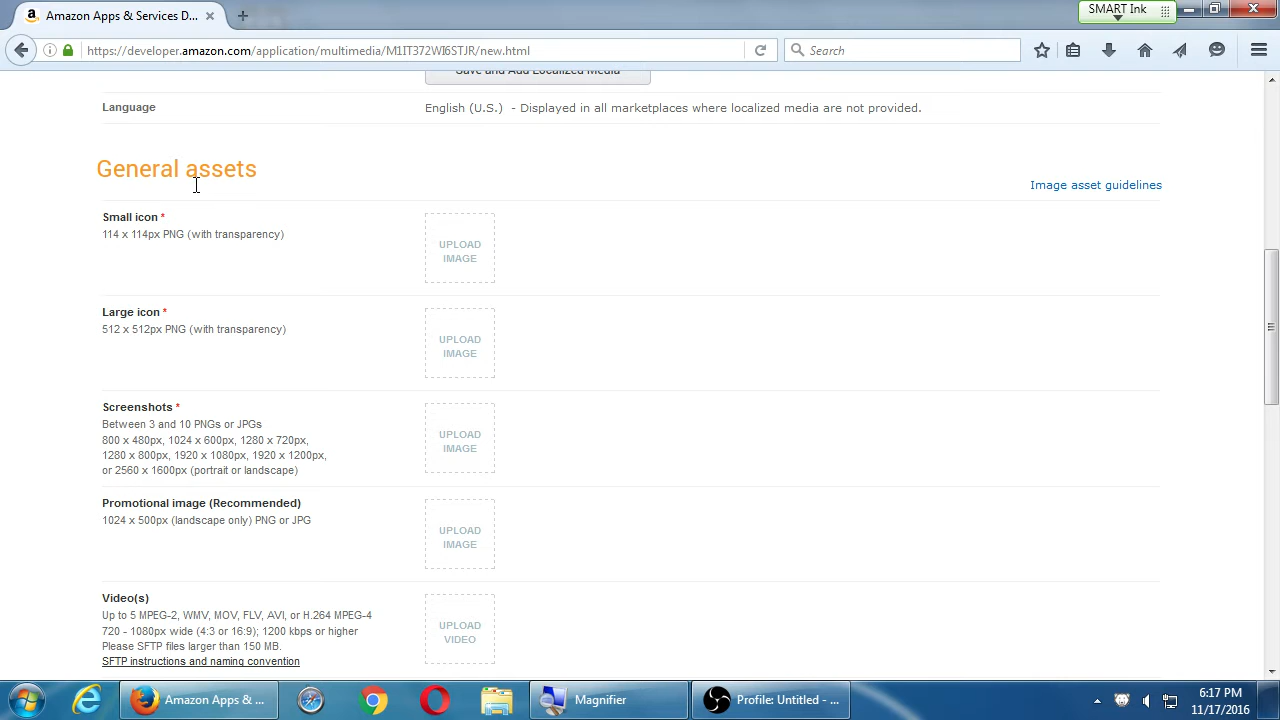 Amazon Apps & Services D...
SMART Ink
https://developer.amazon.com/application/multimedia/M1IT372WI6STJR/new.html
Search
Save and Add Localized Media
Language
English (U.S.) - Displayed in all marketplaces where localized media are not provided.
General assets
Image asset guidelines
Small icon *
114 x 114px PNG (with transparency)
UPLOAD
IMAGE
Large icon *
512 x 512px PNG (with transparency)
UPLOAD
IMAGE
Screenshots *
Between 3 and 10 PNGs or JPGs
800 x 480px, 1024 x 600px, 1280 x 720px,
1280 x 800px, 1920 x 1080px, 1920 x 1200px,
or 2560 x 1600px (portrait or landscape)
UPLOAD
IMAGE
Promotional image (Recommended)
1024 x 500px (landscape only) PNG or JPG
UPLOAD
IMAGE
Video(s)
Up to 5 MPEG-2, WMV, MOV, FLV, AVI, or H.264 MPEG-4
720 - 1080px wide (4:3 or 16:9); 1200 kbps or higher
Please SFTP files larger than 150 MB.
SFTP instructions and naming convention
UPLOAD
VIDEO
Amazon Apps & ...
Magnifier
Profile: Untitled - ...
6:17 PM
11/17/2016